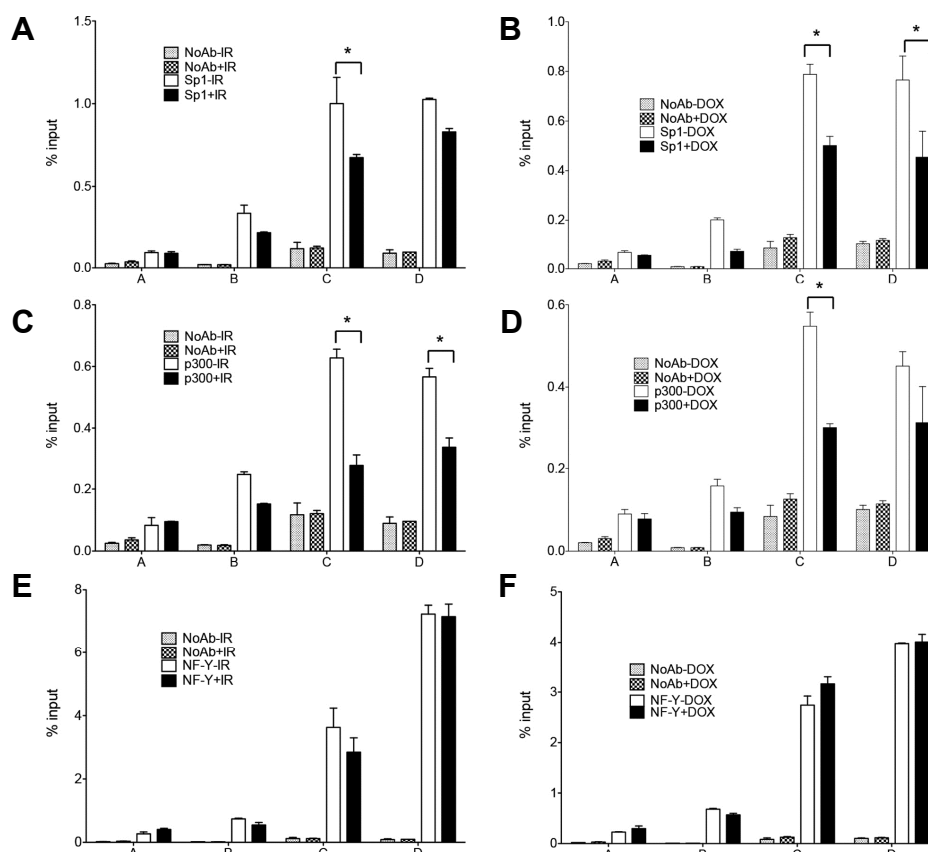 A
1.5
1.0
0.5
0.0
% input
NoAb-IR
NoAb+IR
Sp1-IR
Sp1+IR
*
A B C D
B
1.0
0.8
0.6
0.4
0.2
0.0
% input
NoAb-DOX
NoAb+DOX
Sp1-DOX
Sp1+DOX
* *
A B C D
C
0.8
0.6
0.4
0.2
0.0
% input
NoAb-IR
NoAb+IR
p300-IR
p300+IR
* *
A B C D
D
0.6
0.4
0.2
0.0
% input
NoAb-DOX
NoAb+DOX
p300-DOX
p300+DOX
*
A B C D
E
8
6
4
2
0
% input
NoAb-IR
NoAb+IR
NF-Y-IR
NF-Y+IR
A B C D
F
5
4
3
2
1
0
% input
NoAb-DOX
NoAb+DOX
NF-Y-DOX
NF-Y+DOX
A B C D